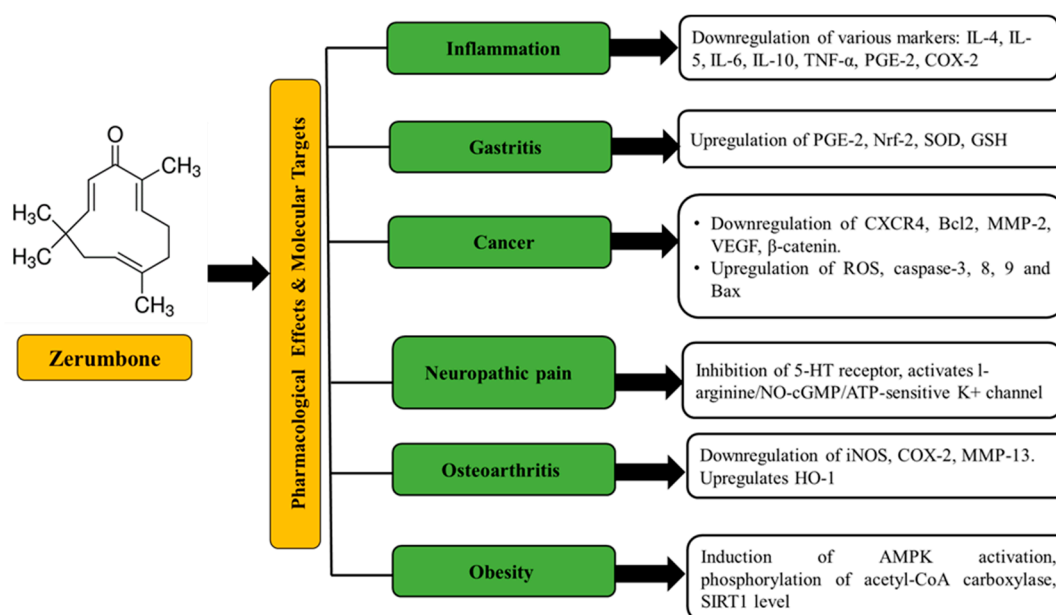 O
CH3
H3C
H3C
CH3
Zerumbone
Pharmacological Effects & Molecular Targets
Inflammation
Downregulation of various markers: IL-4, IL-
5, IL-6, IL-10, TNF-α, PGE-2, COX-2
Gastritis
Upregulation of PGE-2, Nrf-2, SOD, GSH
Cancer
• Downregulation of CXCR4, Bcl2, MMP-2,
VEGF, β-catenin.
• Upregulation of ROS, caspase-3, 8, 9 and
Bax
Neuropathic pain
Inhibition of 5-HT receptor, activates l-
arginine/NO-cGMP/ATP-sensitive K+ channel
Osteoarthritis
Downregulation of iNOS, COX-2, MMP-13.
Upregulates HO-1
Obesity
Induction of AMPK activation,
phosphorylation of acetyl-CoA carboxylase,
SIRT1 level